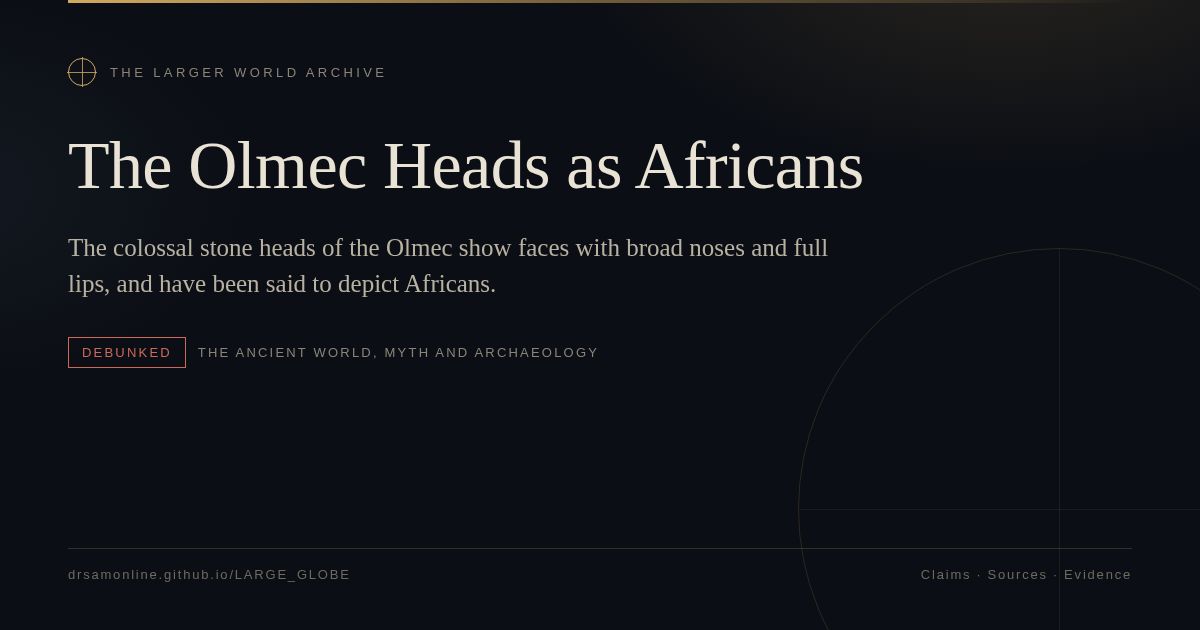 THE LARGER WORLD ARCHIVE
The Olmec Heads as Africans
The colossal stone heads of the Olmec show faces with broad noses and full
lips, and have been said to depict Africans.
DEBUNKED THE ANCIENT WORLD, MYTH AND ARCHAEOLOGY
drsamonline.github.io/LARGE_GLOBE Claims · Sources · Evidence